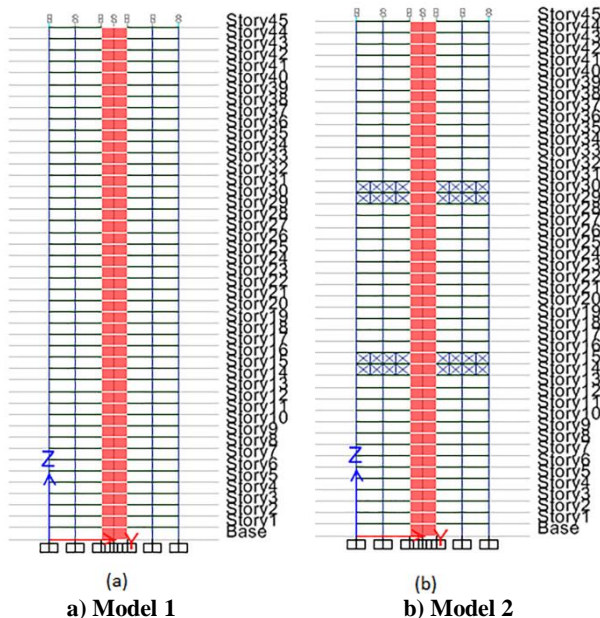 Story45
Story44
Story43
Story42
Story41
Story40
Story39
Story38
Story37
Story36
Story35
Story34
Story33
Story32
Story31
Story30
Story29
Story28
Story27
Story26
Story25
Story24
Story23
Story22
Story21
Story20
Story19
Story18
Story17
Story16
Story15
Story14
Story13
Story12
Story11
Story10
Story9
Story8
Story7
Story6
Story5
Story4
Story3
Story2
Story1
Base
Z
Y
(a)
a) Model 1
Story45
Story44
Story43
Story42
Story41
Story40
Story39
Story38
Story37
Story36
Story35
Story34
Story33
Story32
Story31
Story30
Story29
Story28
Story27
Story26
Story25
Story24
Story23
Story22
Story21
Story20
Story19
Story18
Story17
Story16
Story15
Story14
Story13
Story12
Story11
Story10
Story9
Story8
Story7
Story6
Story5
Story4
Story3
Story2
Story1
Base
Z
Y
(b)
b) Model 2